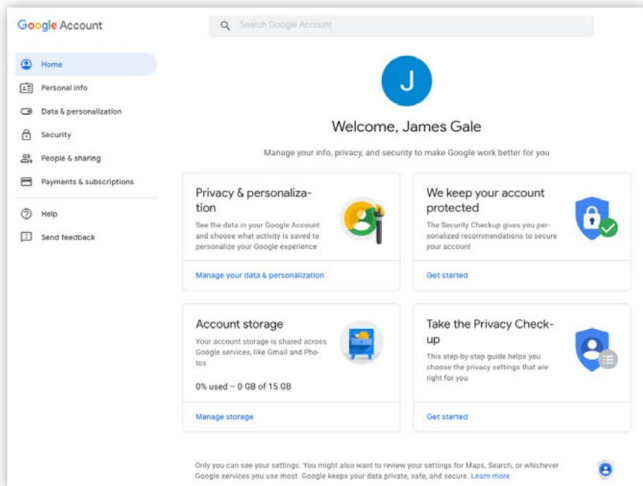 Google Account
Search Google Account
Home
Personal info
Data & personalization
Security
People & sharing
Payments & subscriptions
Help
Send feedback
J
Welcome, James Gale
Manage your info, privacy, and security to make Google work better for you
Privacy & personaliza-
tion
See the data in your Google Account
and choose what activity is saved to
personalize your Google experience
Manage your data & personalization
We keep your account
protected
The Security Checkup gives you per-
sonalized recommendations to secure
your account
Get started
Account storage
Your account storage is shared across
Google services, like Gmail and Pho-
tos
0% used – 0 GB of 15 GB
Manage storage
Take the Privacy Check-
up
This step-by-step guide helps you
choose the privacy settings that are
right for you
Get started
Only you can see your settings. You might also want to review your settings for Maps, Search, or whichever
Google services you use most. Google keeps your data private, safe, and secure. Learn more